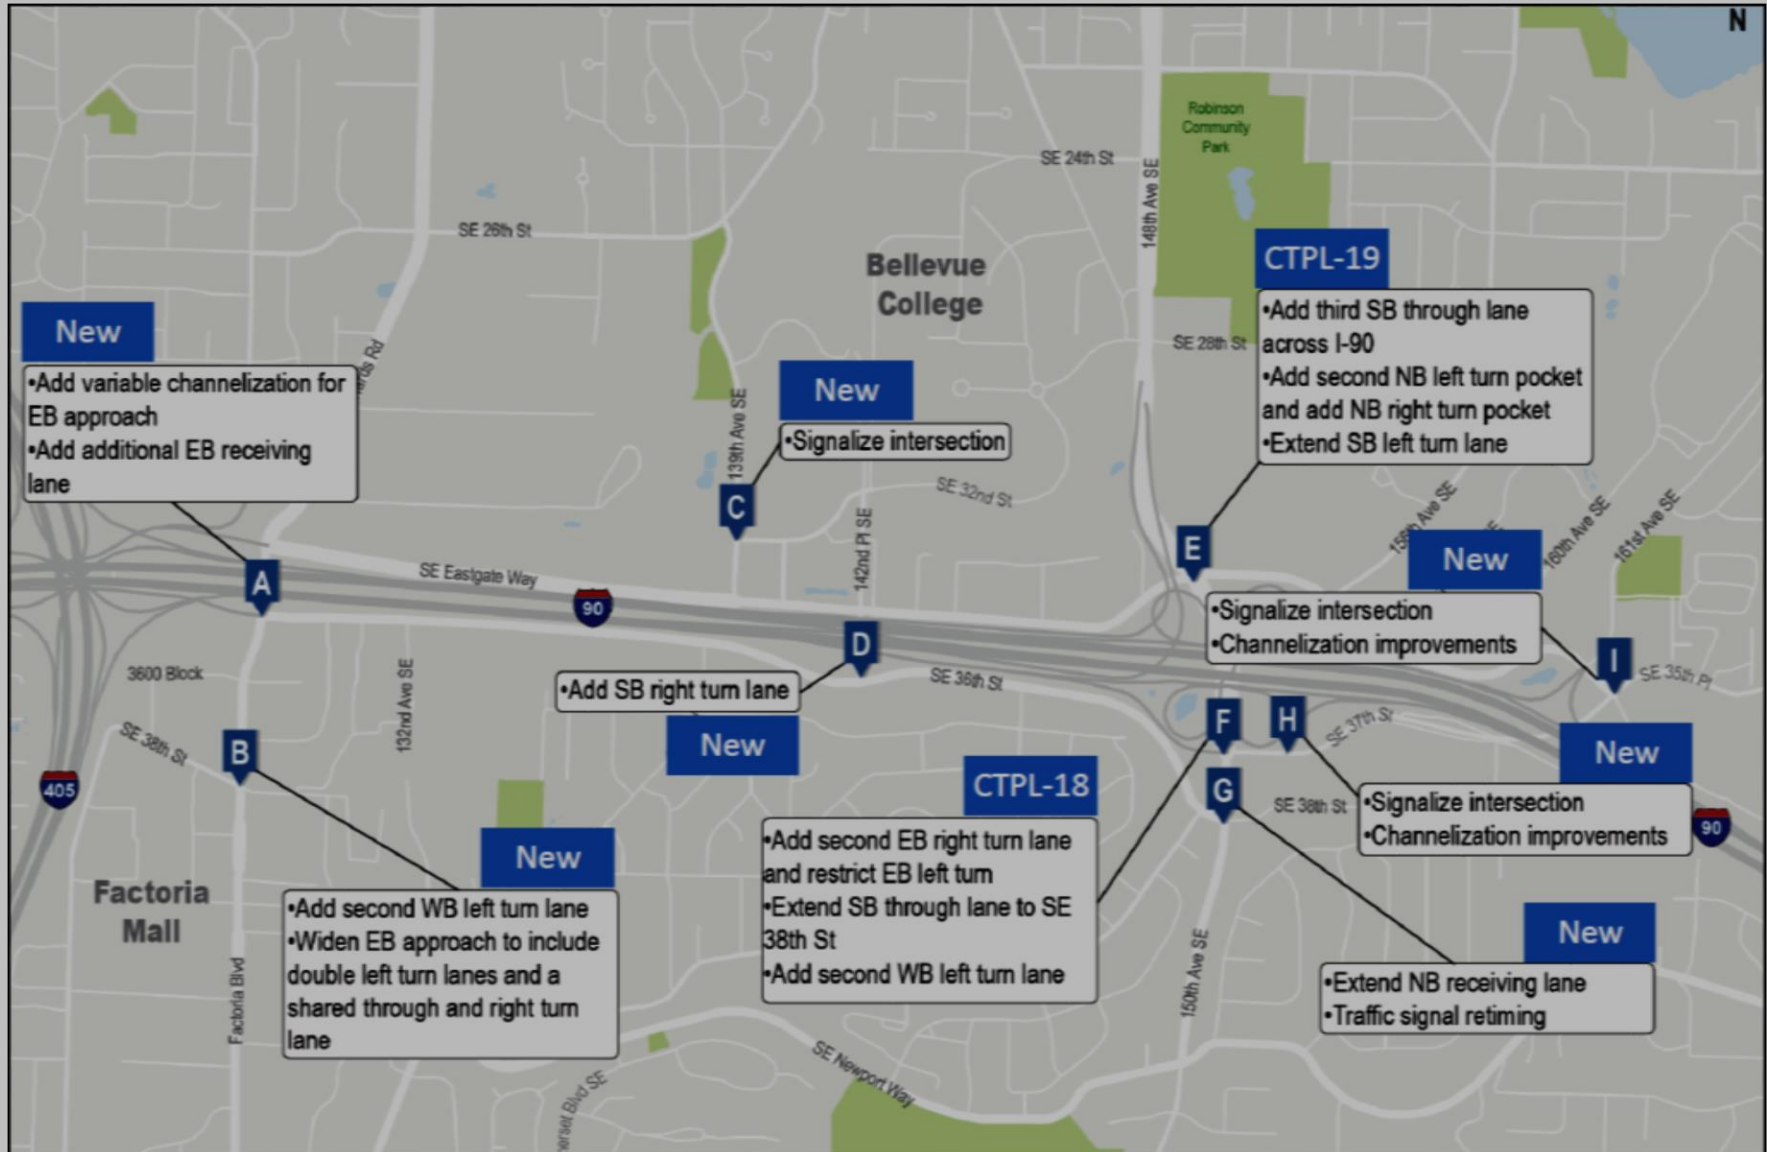 N
Robinson
Community
Park
SE 24th St
148th Ave SE
SE 26th St
Bellevue
College
CTPL-19
•Add third SB through lane
across I-90
•Add second NB left turn pocket
and add NB right turn pocket
•Extend SB left turn lane
SE 28th St
New
•Add variable channelization for
EB approach
•Add additional EB receiving
lane
New
•Signalize intersection
139th Ave SE
C
SE 32nd St
142nd Pl SE
E
156th Ave SE
SE
160th Ave SE
161st Ave SE
New
•Signalize intersection
•Channelization improvements
A
SE Eastgate Way
90
D
I
SE 35th Pl
3600 Block
132nd Ave SE
SE 36th St
•Add SB right turn lane
New
F
H
SE 37th St
SE 38th St
B
405
G
SE 38th St
New
•Signalize intersection
•Channelization improvements
90
CTPL-18
•Add second EB right turn lane
and restrict EB left turn
•Extend SB through lane to SE
38th St
•Add second WB left turn lane
New
•Add second WB left turn lane
•Widen EB approach to include
double left turn lanes and a
shared through and right turn
lane
Factoria
Mall
Factoria Blvd
150th Ave SE
New
•Extend NB receiving lane
•Traffic signal retiming
SE Newport Way
Blvd SE